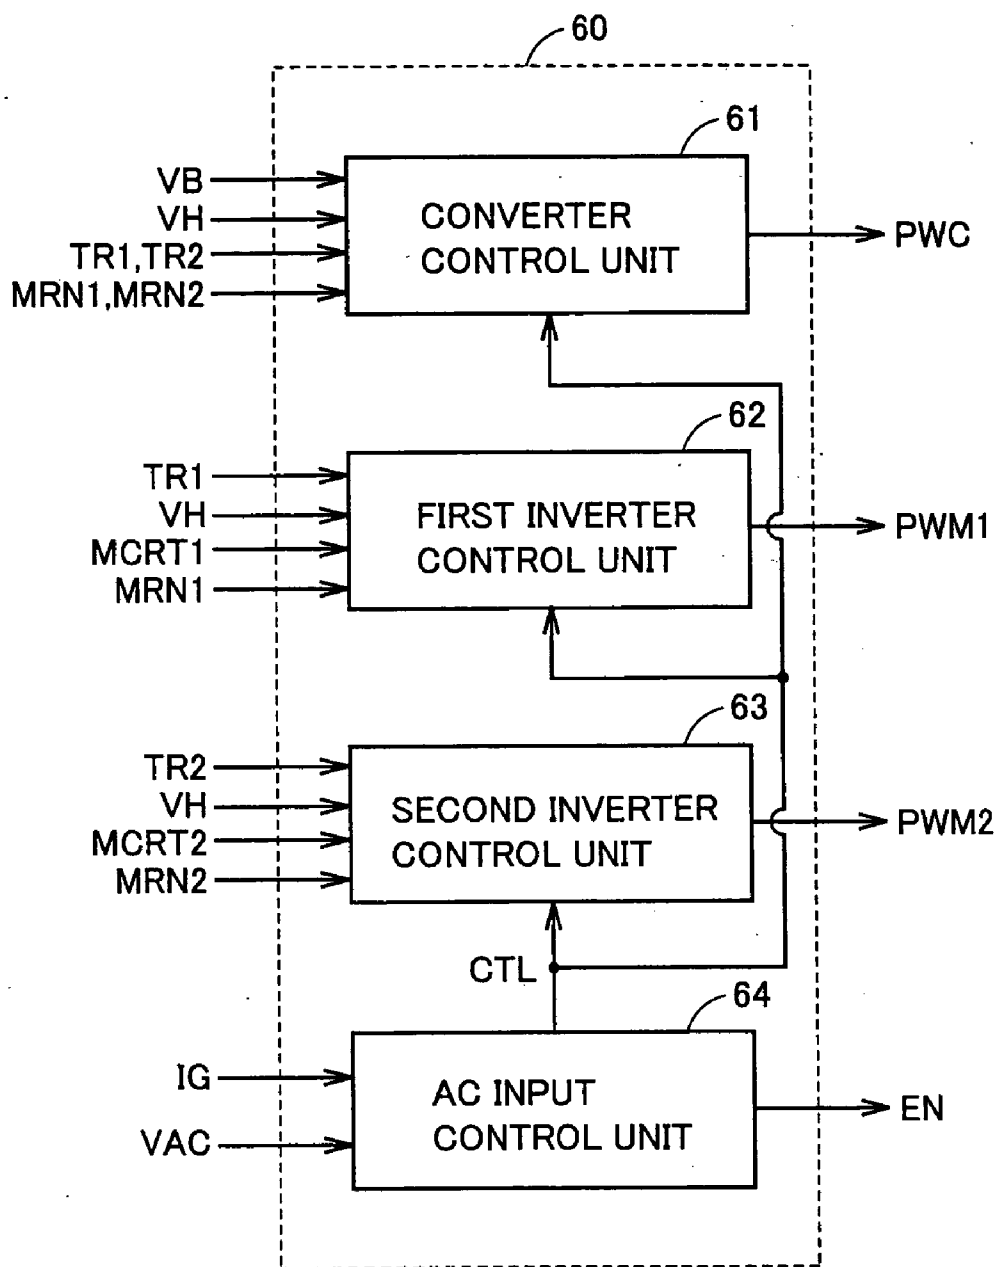 60
61
VB
VH
TR1,TR2
MRN1,MRN2
CONVERTER
CONTROL UNIT
PWC
62
TR1
VH
MCRT1
MRN1
FIRST INVERTER
CONTROL UNIT
PWM1
63
TR2
VH
MCRT2
MRN2
SECOND INVERTER
CONTROL UNIT
PWM2
CTL
64
IG
VAC
AC INPUT
CONTROL UNIT
EN